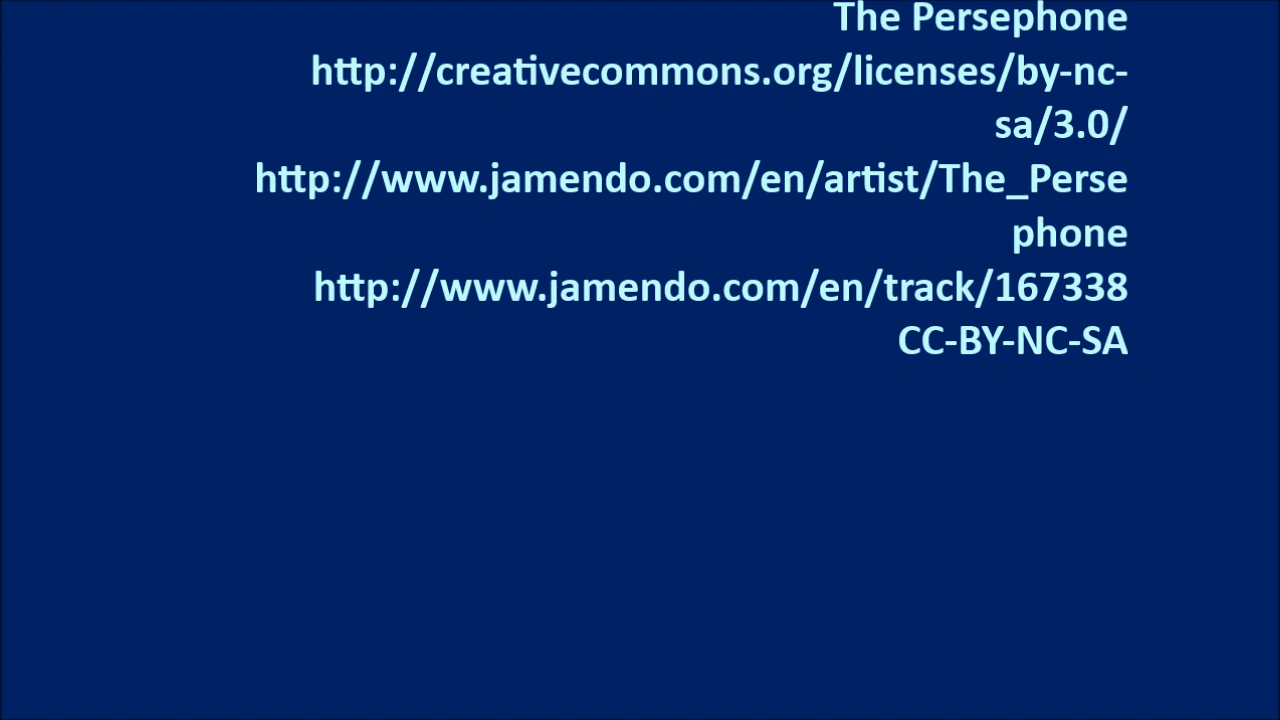 The Persephone
http://creativecommons.org/licenses/by-nc-
sa/3.0/
http://www.jamendo.com/en/artist/The_Perse
phone
http://www.jamendo.com/en/track/167338
CC-BY-NC-SA